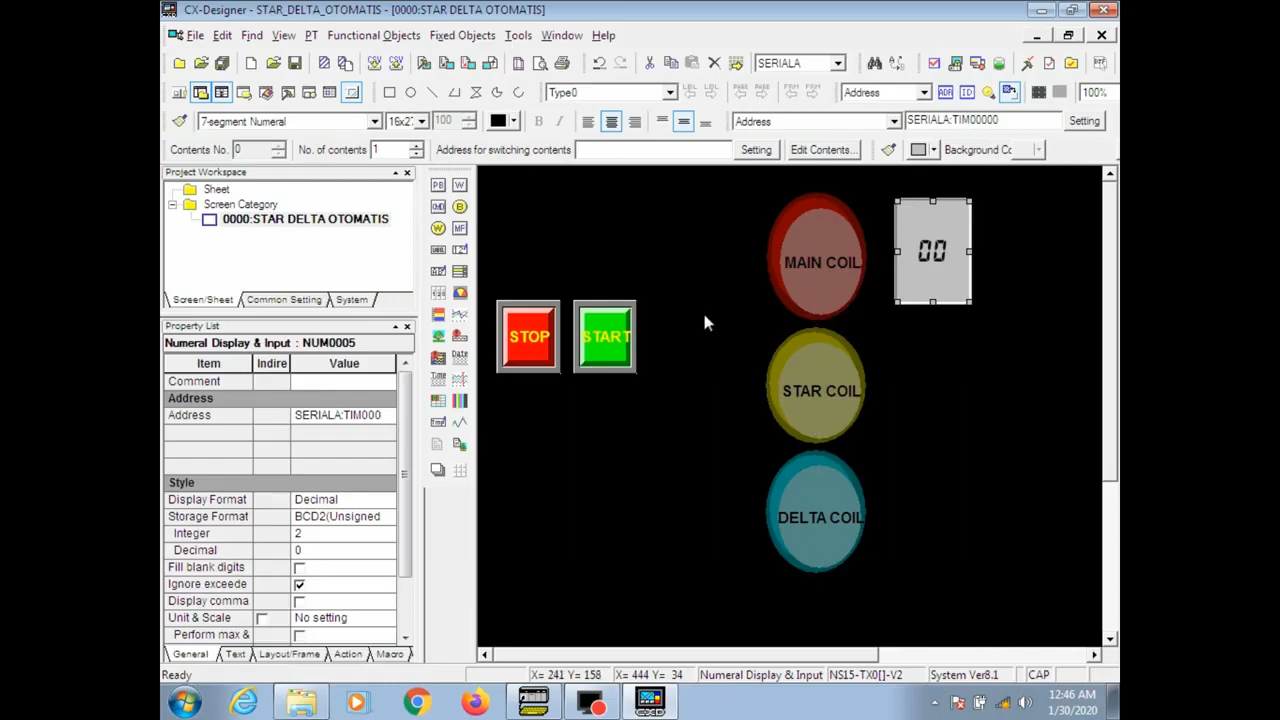 CX-Designer - STAR_DELTA_OTOMATIS - [0000:STAR DELTA OTOMATIS]
File Edit Find View PT Functional Objects Fixed Objects Tools Window Help
SERIALA
Type0 Address 100%
7-segment Numeral 16x2 100 Address SERIALA:TIM00000 Setting
Contents No. 0 No. of contents 1 Address for switching contents Setting Edit Contents... Background Cc
Project Workspace
Sheet
Screen Category
0000:STAR DELTA OTOMATIS
Screen/Sheet Common Setting System
Property List
Numeral Display & Input : NUM0005
Item Indire Value
Comment
Address
Address SERIALA:TIM000
Style
Display Format Decimal
Storage Format BCD2(Unsigned
Integer 2
Decimal 0
Fill blank digits
Ignore exceede
Display comma
Unit & Scale No setting
Perform max &
General Text Layout/Frame Action Macro
STOP
START
MAIN COIL
00
STAR COIL
DELTA COIL
Ready X= 241 Y= 158 X= 444 Y= 34 Numeral Display & Input NS15-TX0[]-V2 System Ver8.1 CAP
12:46 AM
1/30/2020